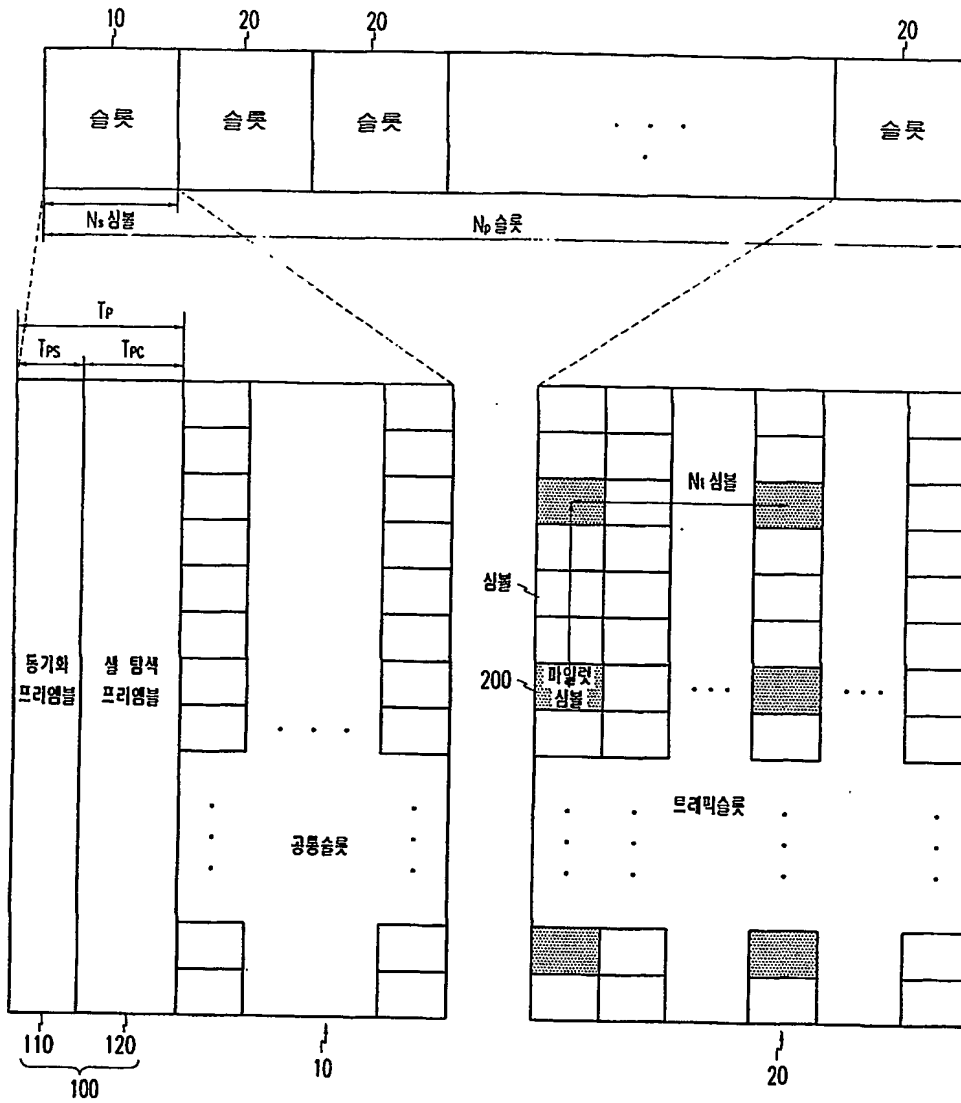 10 20 20 20
슬롯 슬롯 슬롯 . . . 슬롯
Ns 심볼
Np 슬롯
TP
TPS TPC
Nt 심볼
심볼
동기화
프리앰블
셀 탐색
프리앰블
200
파일럿
심볼
. . .
트래픽슬롯
공통슬롯
110 120
100
10
20